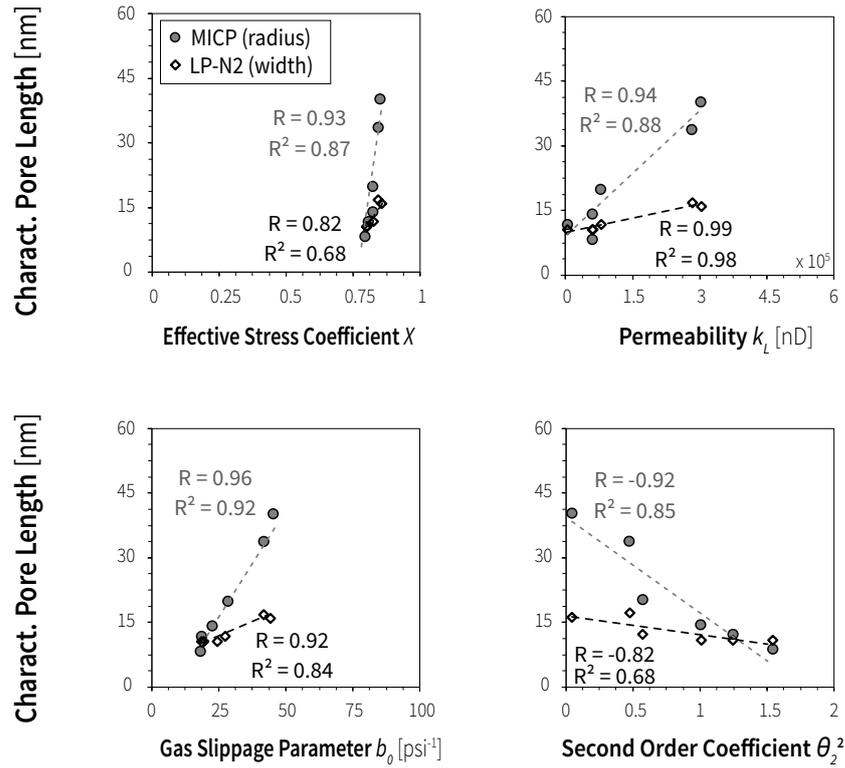 Charact. Pore Length [nm]
60
45
30
15
0
MICP (radius)
LP-N2 (width)
R = 0.93
R² = 0.87
R = 0.82
R² = 0.68
0 0.25 0.5 0.75 1
Effective Stress Coefficient X
60
45
30
15
0
R = 0.94
R² = 0.88
R = 0.99
R² = 0.98
x 10⁵
0 1.5 3 4.5 6
Permeability k_L [nD]
Charact. Pore Length [nm]
60
45
30
15
0
R = 0.96
R² = 0.92
R = 0.92
R² = 0.84
0 25 50 75 100
Gas Slippage Parameter b₀ [psi⁻¹]
60
45
30
15
0
R = -0.92
R² = 0.85
R = -0.82
R² = 0.68
0 0.5 1 1.5 2
Second Order Coefficient θ₂²